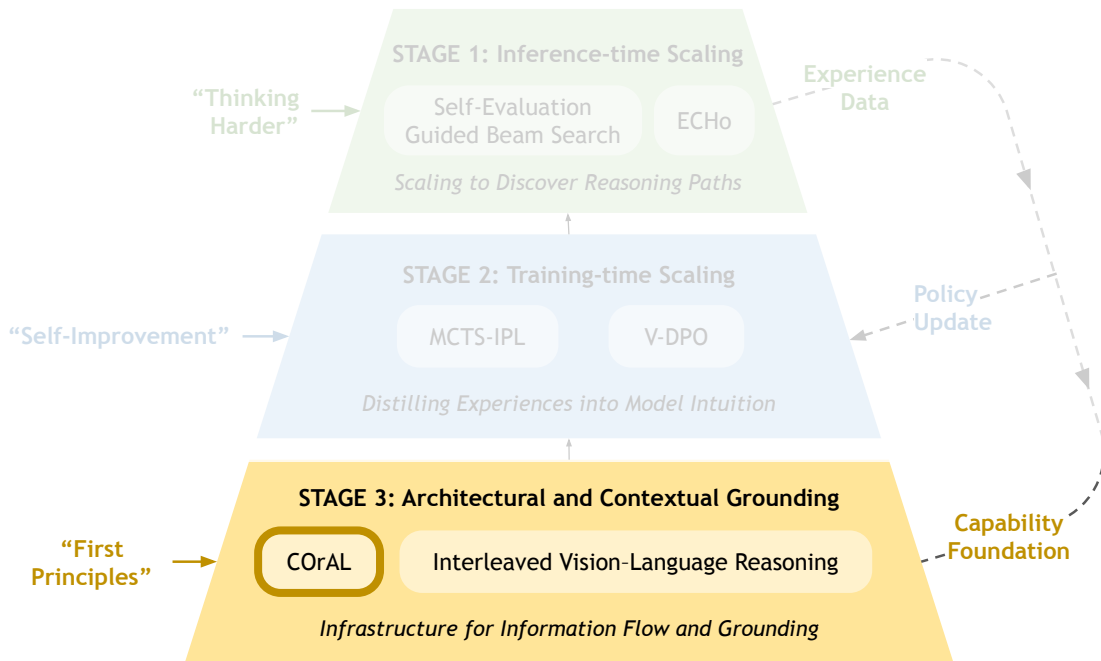 STAGE 1: Inference-time Scaling
Experience
Data
“Thinking
Harder”
Self-Evaluation
Guided Beam Search
ECHo
Scaling to Discover Reasoning Paths
STAGE 2: Training-time Scaling
Policy
Update
“Self-Improvement”
MCTS-IPL
V-DPO
Distilling Experiences into Model Intuition
STAGE 3: Architectural and Contextual Grounding
Capability
Foundation
“First
Principles”
COrAL
Interleaved Vision–Language Reasoning
Infrastructure for Information Flow and Grounding